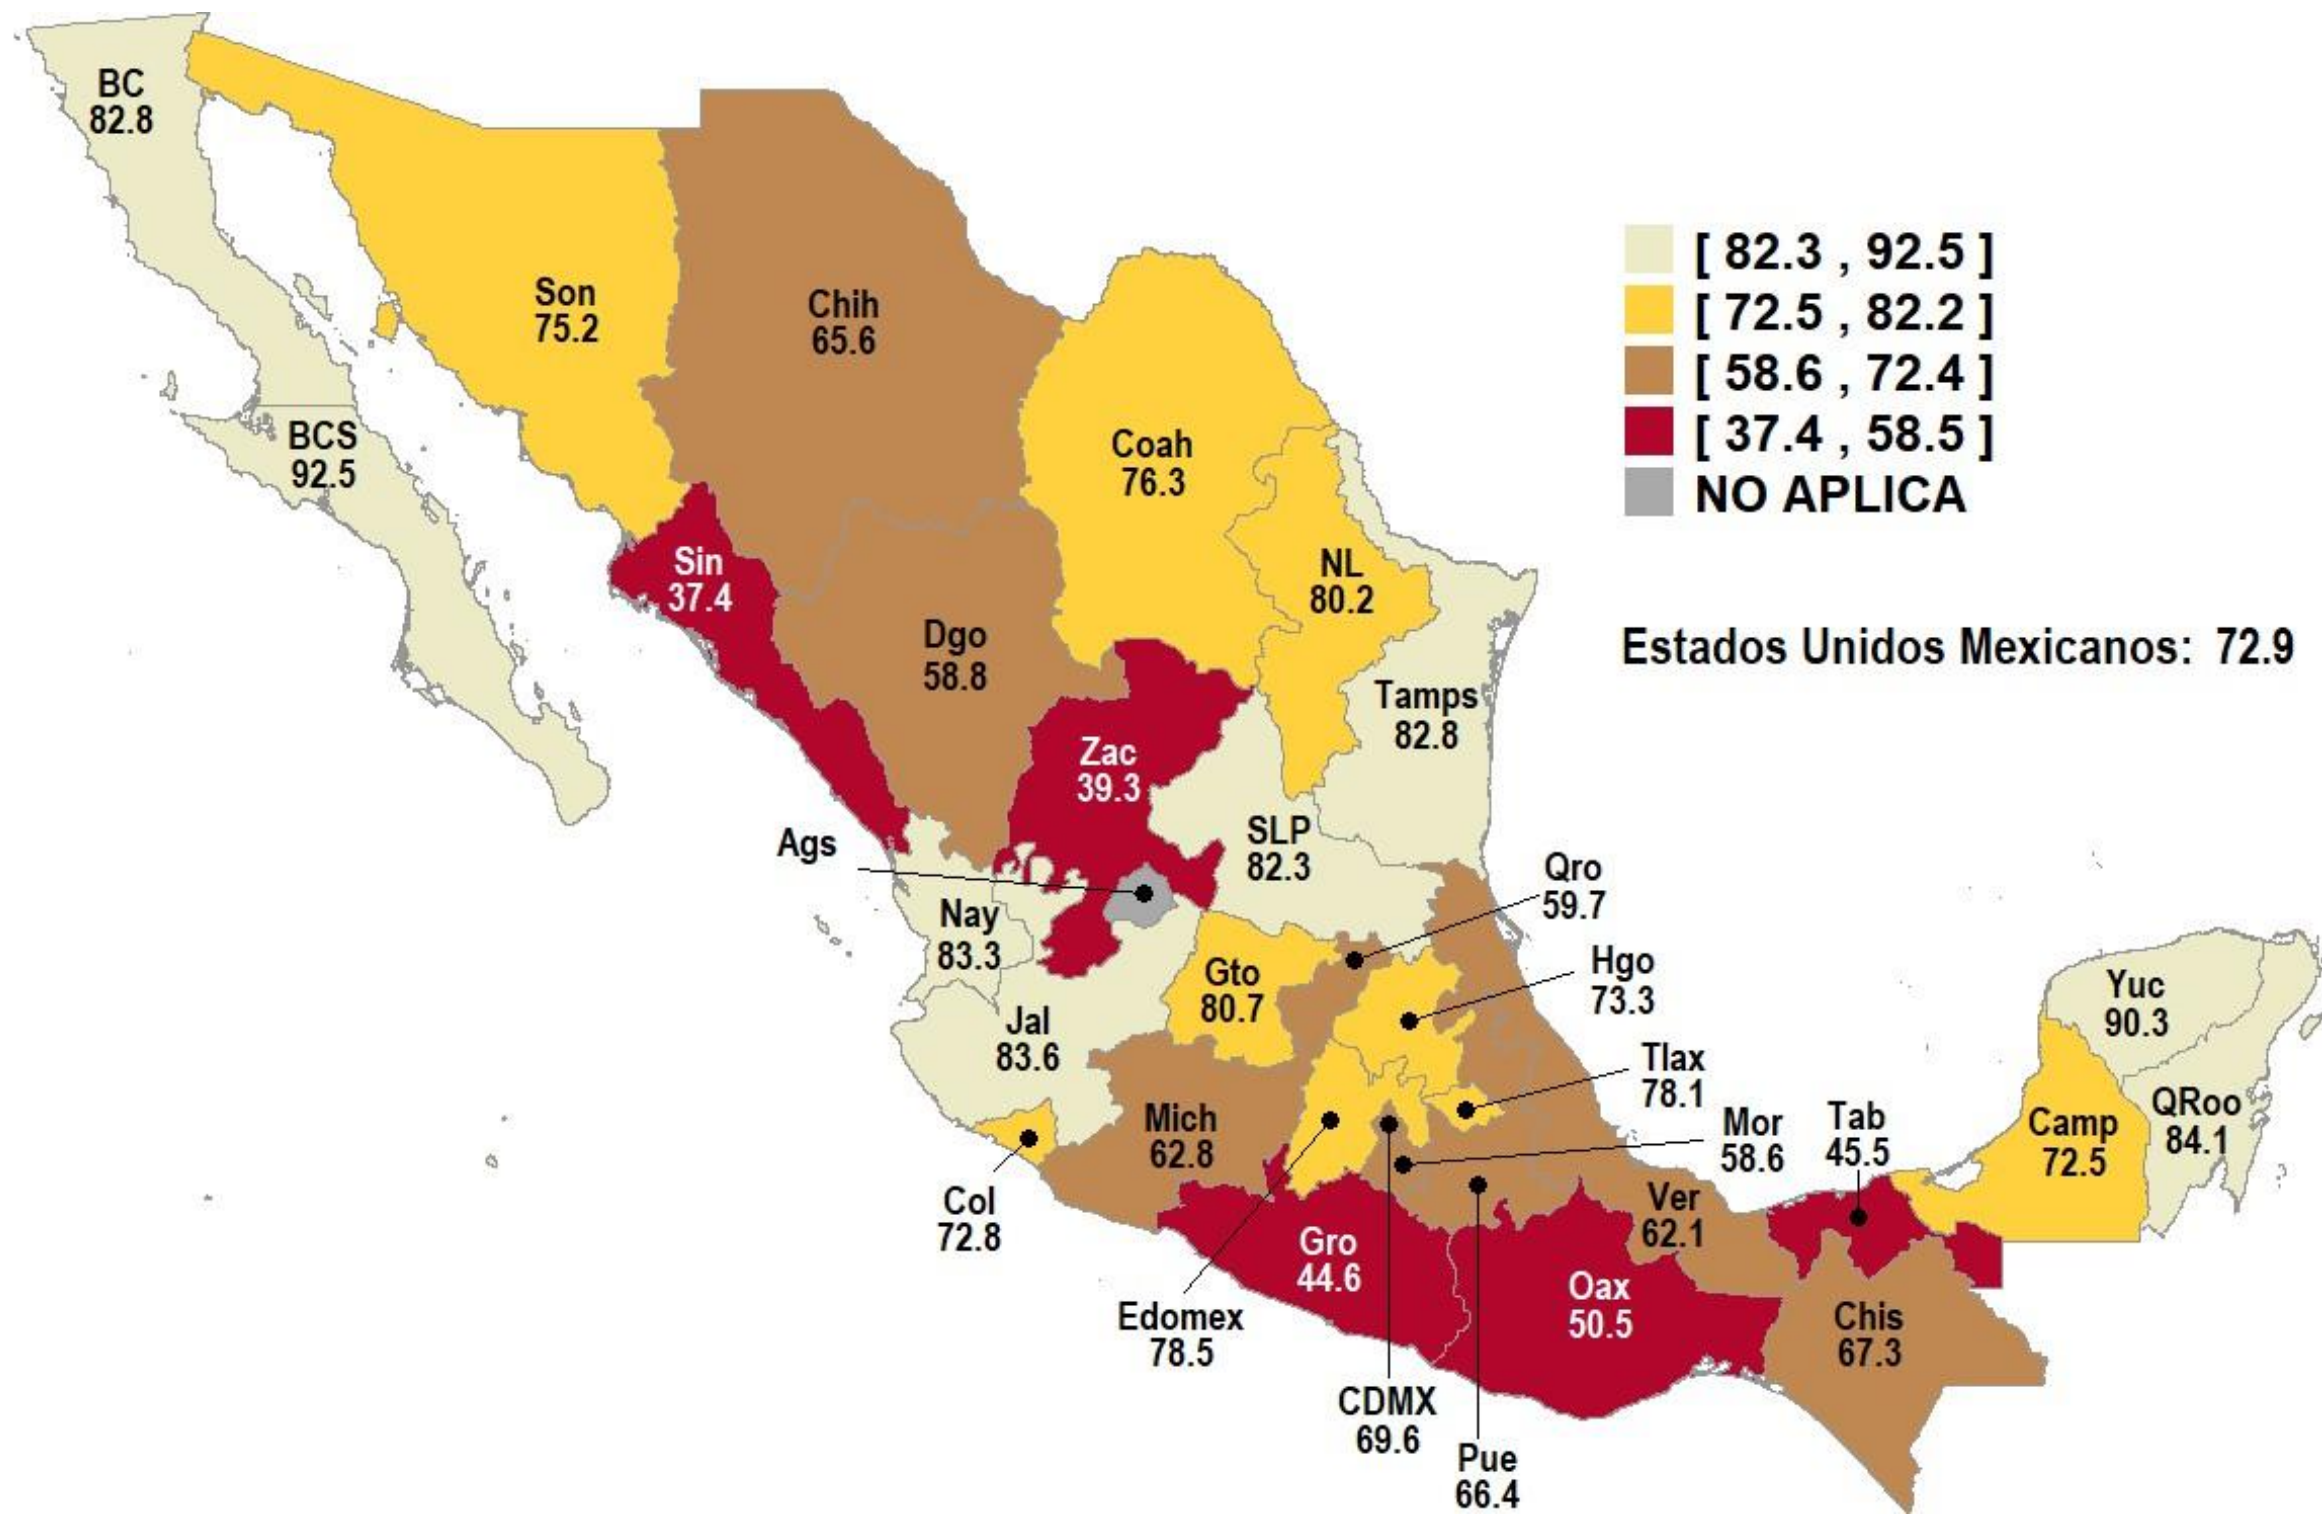 BC
82.8
Son
75.2
Chih
65.6
[ 82.3 , 92.5 ]
[ 72.5 , 82.2 ]
[ 58.6 , 72.4 ]
[ 37.4 , 58.5 ]
NO APLICA
BCS
92.5
Coah
76.3
Sin
37.4
NL
80.2
Dgo
58.8
Estados Unidos Mexicanos: 72.9
Tamps
82.8
Zac
39.3
Ags
SLP
82.3
Qro
59.7
Nay
83.3
Gto
80.7
Hgo
73.3
Yuc
90.3
Jal
83.6
Tlax
78.1
Mich
62.8
Mor
58.6
Tab
45.5
Camp
72.5
QRoo
84.1
Col
72.8
Ver
62.1
Gro
44.6
Oax
50.5
Edomex
78.5
Chis
67.3
CDMX
69.6
Pue
66.4